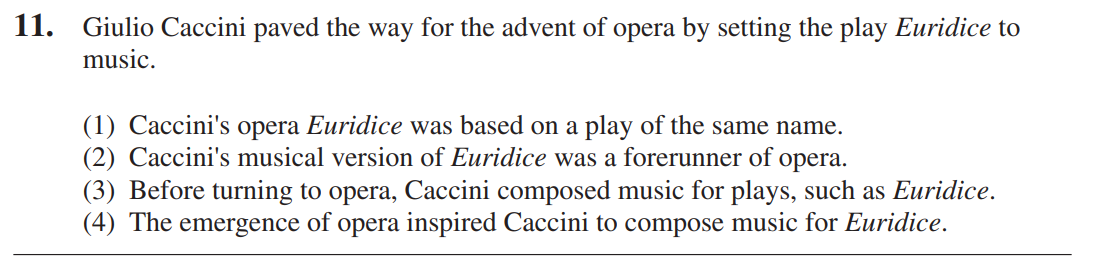 11. Giulio Caccini paved the way for the advent of opera by setting the play Euridice to
music.
(1) Caccini's opera Euridice was based on a play of the same name.
(2) Caccini's musical version of Euridice was a forerunner of opera.
(3) Before turning to opera, Caccini composed music for plays, such as Euridice.
(4) The emergence of opera inspired Caccini to compose music for Euridice.